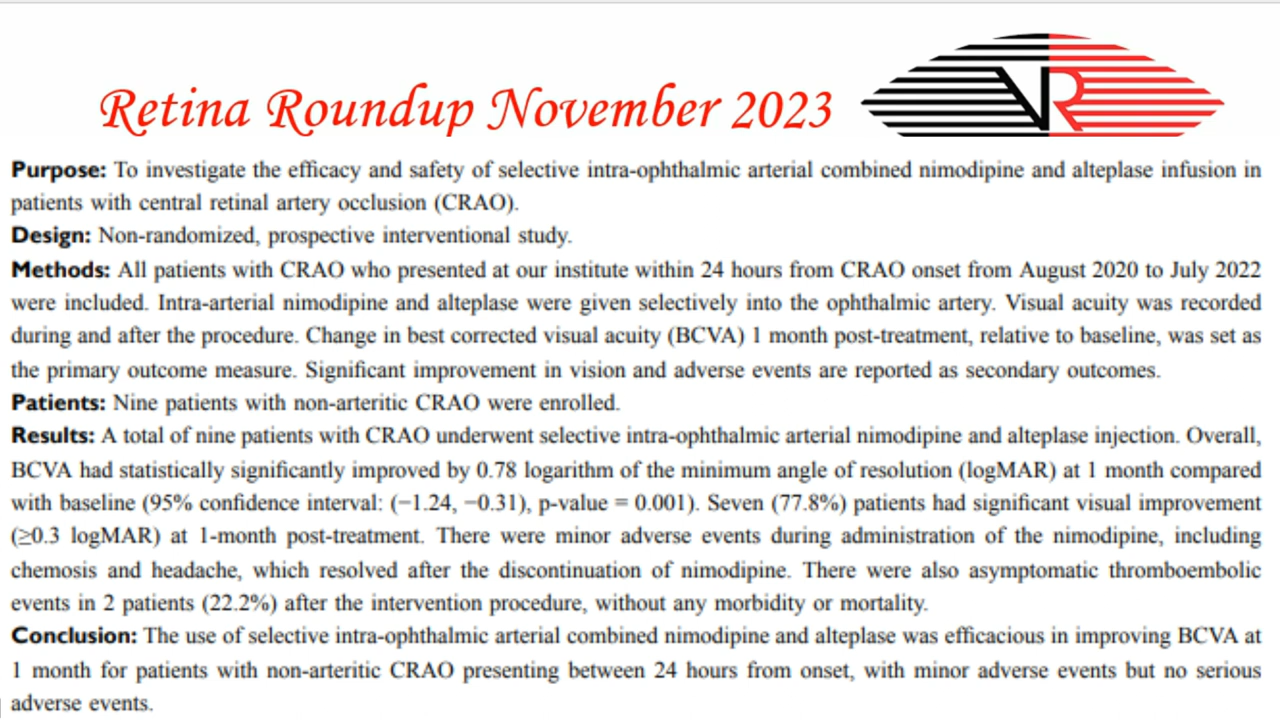 Retina Roundup November 2023
VR
Purpose: To investigate the efficacy and safety of selective intra-ophthalmic arterial combined nimodipine and alteplase infusion in
patients with central retinal artery occlusion (CRAO).
Design: Non-randomized, prospective interventional study.
Methods: All patients with CRAO who presented at our institute within 24 hours from CRAO onset from August 2020 to July 2022
were included. Intra-arterial nimodipine and alteplase were given selectively into the ophthalmic artery. Visual acuity was recorded
during and after the procedure. Change in best corrected visual acuity (BCVA) 1 month post-treatment, relative to baseline, was set as
the primary outcome measure. Significant improvement in vision and adverse events are reported as secondary outcomes.
Patients: Nine patients with non-arteritic CRAO were enrolled.
Results: A total of nine patients with CRAO underwent selective intra-ophthalmic arterial nimodipine and alteplase injection. Overall,
BCVA had statistically significantly improved by 0.78 logarithm of the minimum angle of resolution (logMAR) at 1 month compared
with baseline (95% confidence interval: (−1.24, −0.31), p-value = 0.001). Seven (77.8%) patients had significant visual improvement
(≥0.3 logMAR) at 1-month post-treatment. There were minor adverse events during administration of the nimodipine, including
chemosis and headache, which resolved after the discontinuation of nimodipine. There were also asymptomatic thromboembolic
events in 2 patients (22.2%) after the intervention procedure, without any morbidity or mortality.
Conclusion: The use of selective intra-ophthalmic arterial combined nimodipine and alteplase was efficacious in improving BCVA at
1 month for patients with non-arteritic CRAO presenting between 24 hours from onset, with minor adverse events but no serious
adverse events.